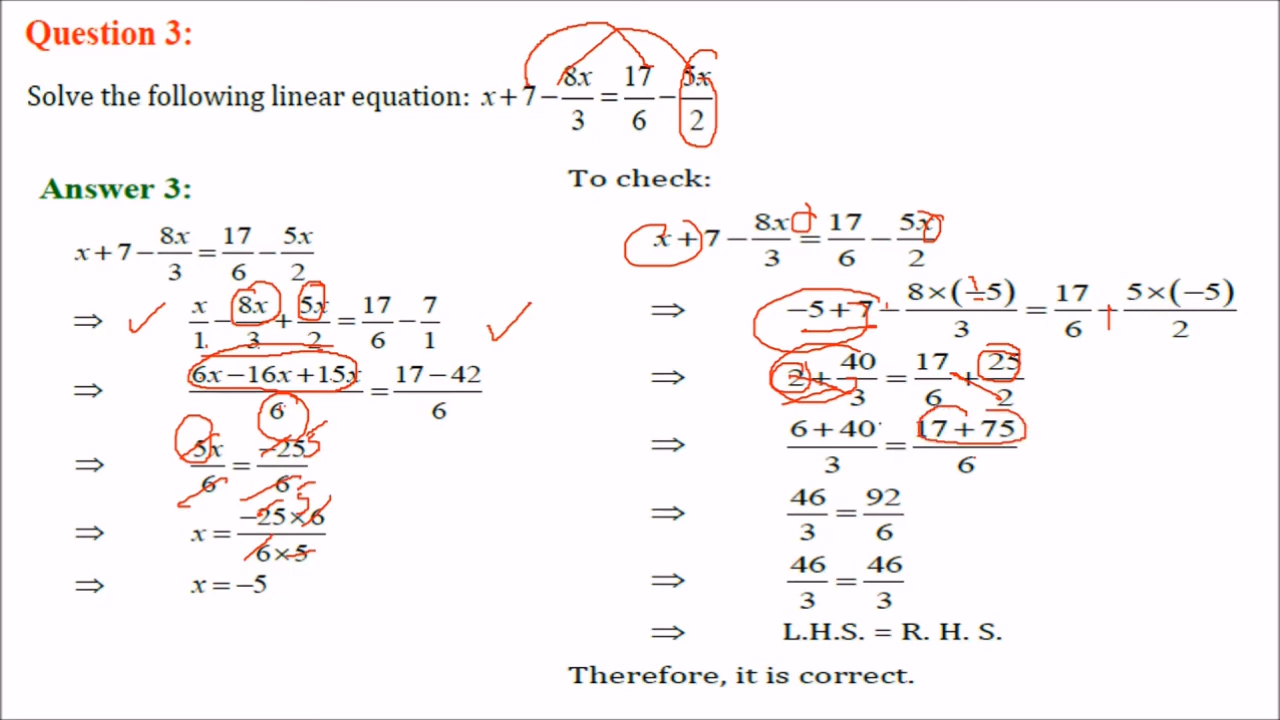 Question 3:
Solve the following linear equation: x + 7 − 8x/3 = 17/6 − 5x/2
Answer 3:
x + 7 − 8x/3 = 17/6 − 5x/2
⇒ x/1 − 8x/3 + 5x/2 = 17/6 − 7/1
⇒ (6x − 16x + 15x)/6 = (17 − 42)/6
⇒ 5x/6 = −25/6
⇒ x = (−25 × 6)/(6 × 5)
⇒ x = −5
To check:
x + 7 − 8x/3 = 17/6 − 5x/2
⇒ −5 + 7 − (8 × (−5))/3 = 17/6 + (5 × (−5))/2
⇒ 2 + 40/3 = 17/6 + 25/2
⇒ (6 + 40)/3 = (17 + 75)/6
⇒ 46/3 = 92/6
⇒ 46/3 = 46/3
⇒ L.H.S. = R. H. S.
Therefore, it is correct.